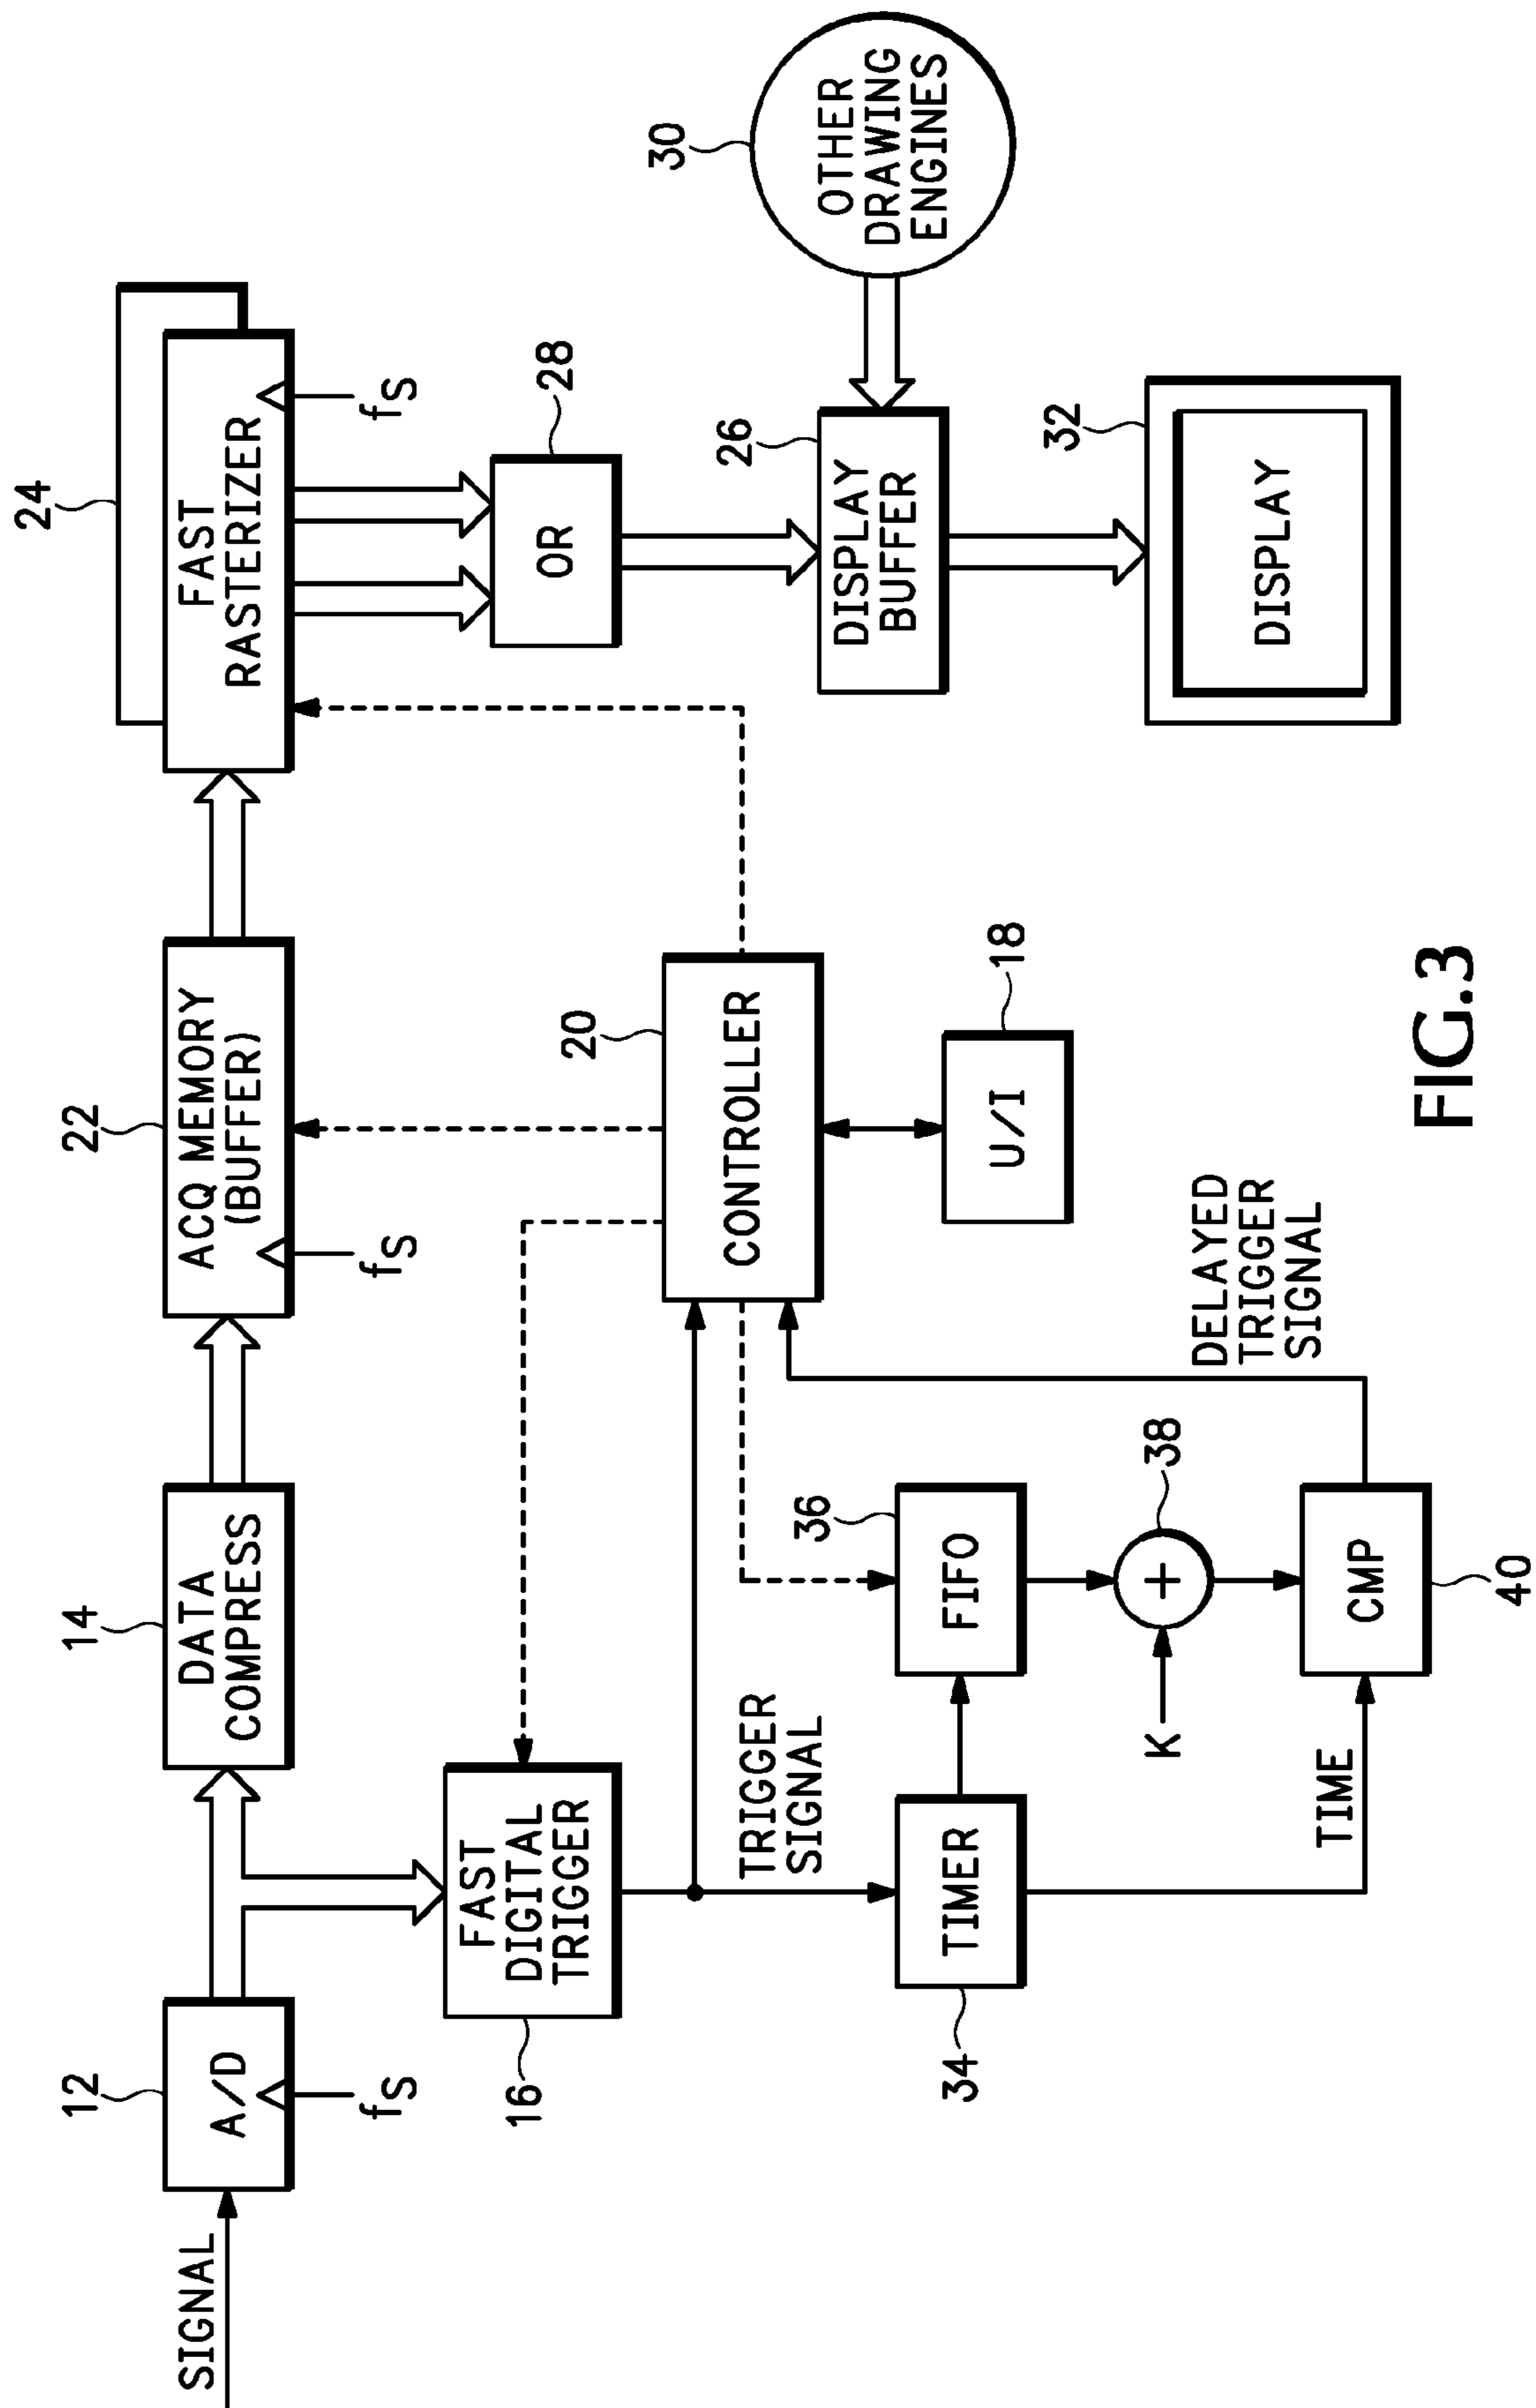 24
22
14
12
FAST
RASTERIZER
ACQ MEMORY
(BUFFER)
DATA
COMPRESS
A/D
SIGNAL
fS
fS
fS
28
OR
20
CONTROLLER
16
FAST
DIGITAL
TRIGGER
30
OTHER
DRAWING
ENGINES
26
DISPLAY
BUFFER
18
U/I
TRIGGER
SIGNAL
36
FIFO
34
TIMER
32
DISPLAY
38
+
K
DELAYED
TRIGGER
SIGNAL
TIME
CMP
40
FIG.3